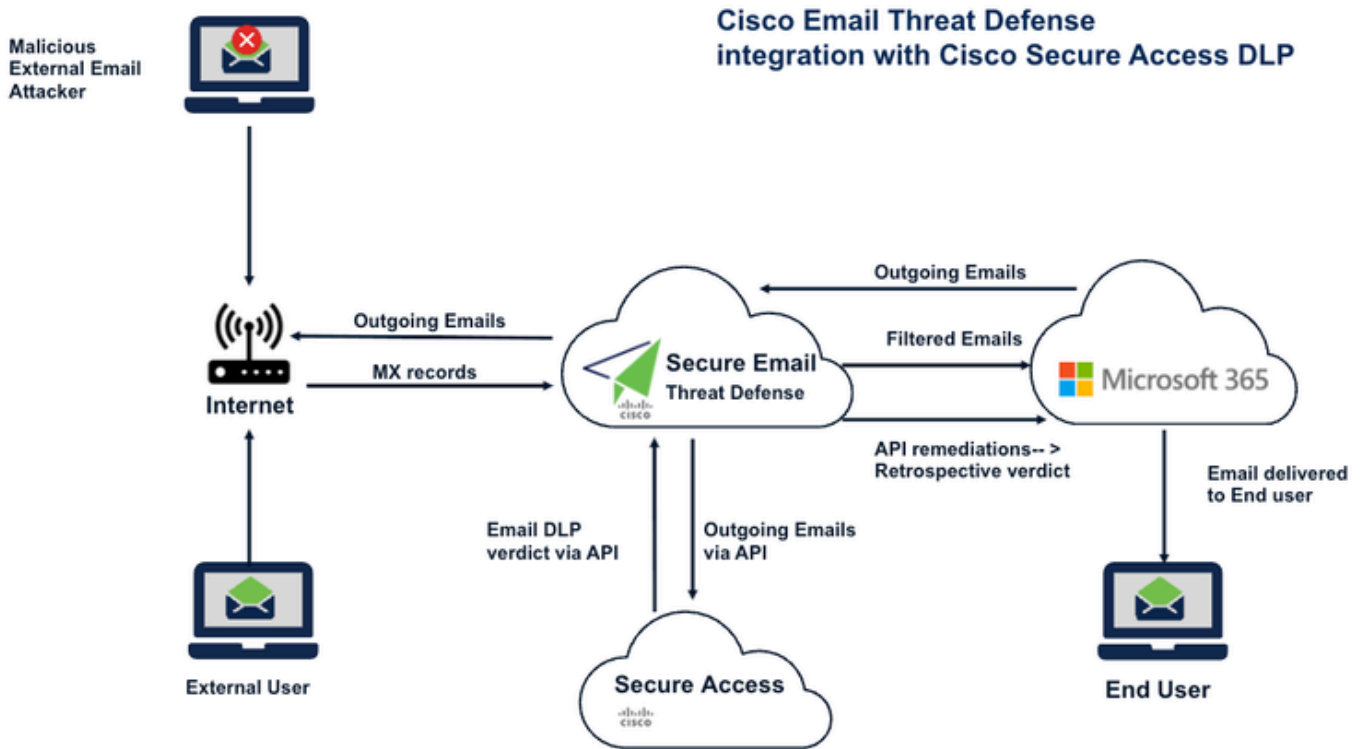 Cisco Email Threat Defense
integration with Cisco Secure Access DLP
Malicious
External Email
Attacker
Outgoing Emails
Outgoing Emails
Filtered Emails
MX records
Internet
Secure Email
Threat Defense
CISCO
Microsoft 365
API remediations-- >
Retrospective verdict
Email delivered
to End user
Email DLP
verdict via API
Outgoing Emails
via API
External User
Secure Access
CISCO
End User